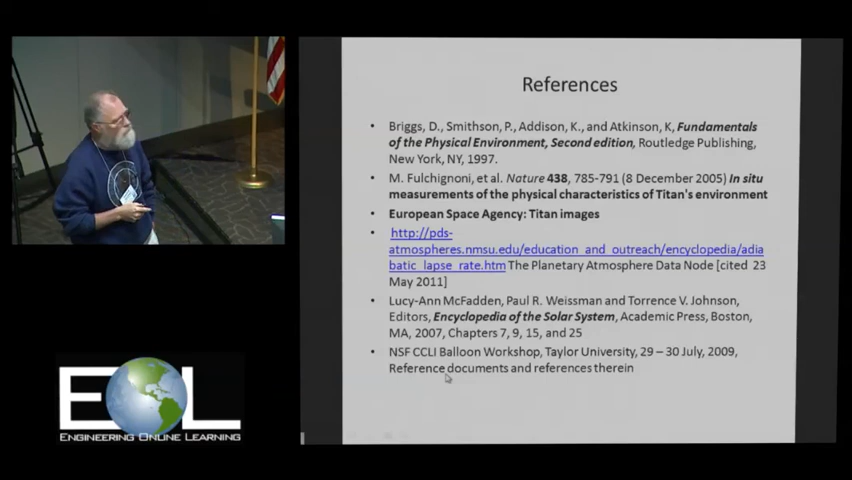 References
• Briggs, D., Smithson, P., Addison, K., and Atkinson, K, Fundamentals
of the Physical Environment, Second edition, Routledge Publishing,
New York, NY, 1997.
• M. Fulchignoni, et al. Nature 438, 785-791 (8 December 2005) In situ
measurements of the physical characteristics of Titan's environment
• European Space Agency: Titan images
• http://pds-
atmospheres.nmsu.edu/education_and_outreach/encyclopedia/adia
batic_lapse_rate.htm The Planetary Atmosphere Data Node [cited 23
May 2011]
• Lucy-Ann McFadden, Paul R. Weissman and Torrence V. Johnson,
Editors, Encyclopedia of the Solar System, Academic Press, Boston,
MA, 2007, Chapters 7, 9, 15, and 25
• NSF CCLI Balloon Workshop, Taylor University, 29 – 30 July, 2009,
Reference documents and references therein
EOL
ENGINEERING ONLINE LEARNING